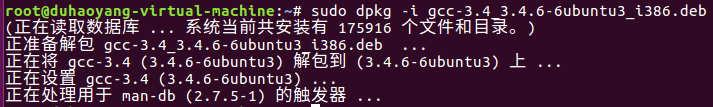 root@duhaoyang-virtual-machine:~# sudo dpkg -i gcc-3.4_3.4.6-6ubuntu3_i386.deb
(正在读取数据库 ... 系统当前共安装有 175916 个文件和目录。)
正准备解包 gcc-3.4_3.4.6-6ubuntu3_i386.deb  ...
正在将 gcc-3.4 (3.4.6-6ubuntu3) 解包到 (3.4.6-6ubuntu3) 上 ...
正在设置 gcc-3.4 (3.4.6-6ubuntu3) ...
正在处理用于 man-db (2.7.5-1) 的触发器 ...